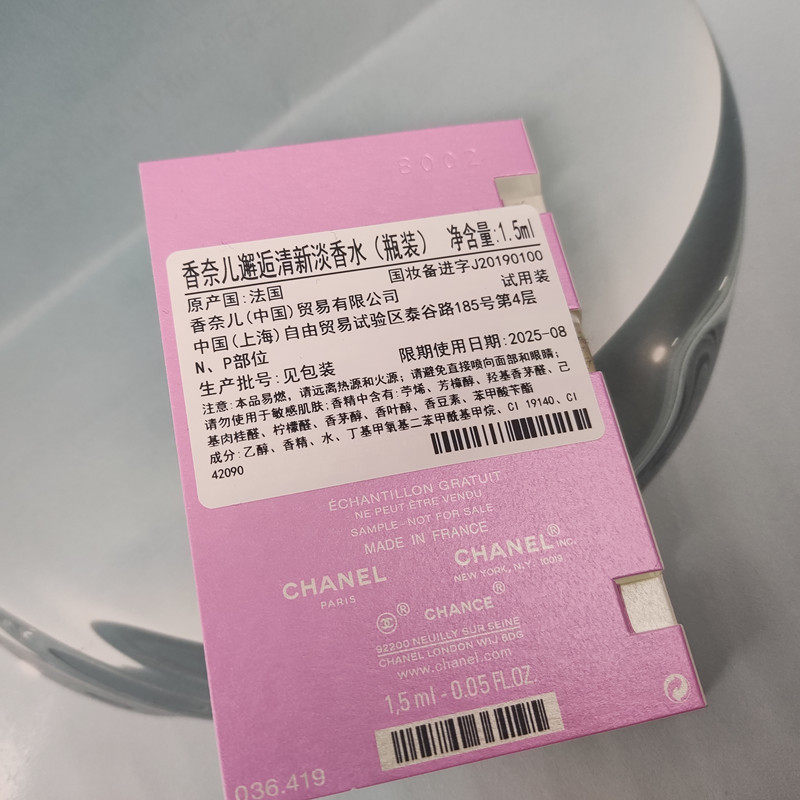 8002
香奈儿邂逅清新淡香水（瓶装） 净含量:1.5ml
国妆备进字J20190100
原产国:法国 试用装
香奈儿(中国)贸易有限公司
中国(上海)自由贸易试验区泰谷路185号第4层
N、P部位
生产批号:见包装 限期使用日期:2025-08
注意:本品易燃，请远离热源和火源；请避免直接喷向面部和眼睛；
请勿使用于敏感肌肤；香精中含有:苧烯、芳樟醇、羟基香茅醛、己
基肉桂醛、柠檬醛、香茅醇、香叶醇、香豆素、苯甲酸苄酯
成分:乙醇、香精、水、丁基甲氧基二苯甲酰基甲烷、CI 19140、CI
42090
ÉCHANTILLON GRATUIT
NE PEUT ÊTRE VENDU
SAMPLE - NOT FOR SALE
MADE IN FRANCE
CHANEL
PARIS
CHANEL® INC.
NEW YORK, N.Y. 10019
® CHANCE®
92200 NEUILLY SUR SEINE
CHANEL LONDON W1J 6DG
www.chanel.com
1,5 ml - 0.05 FL.OZ.
036.419